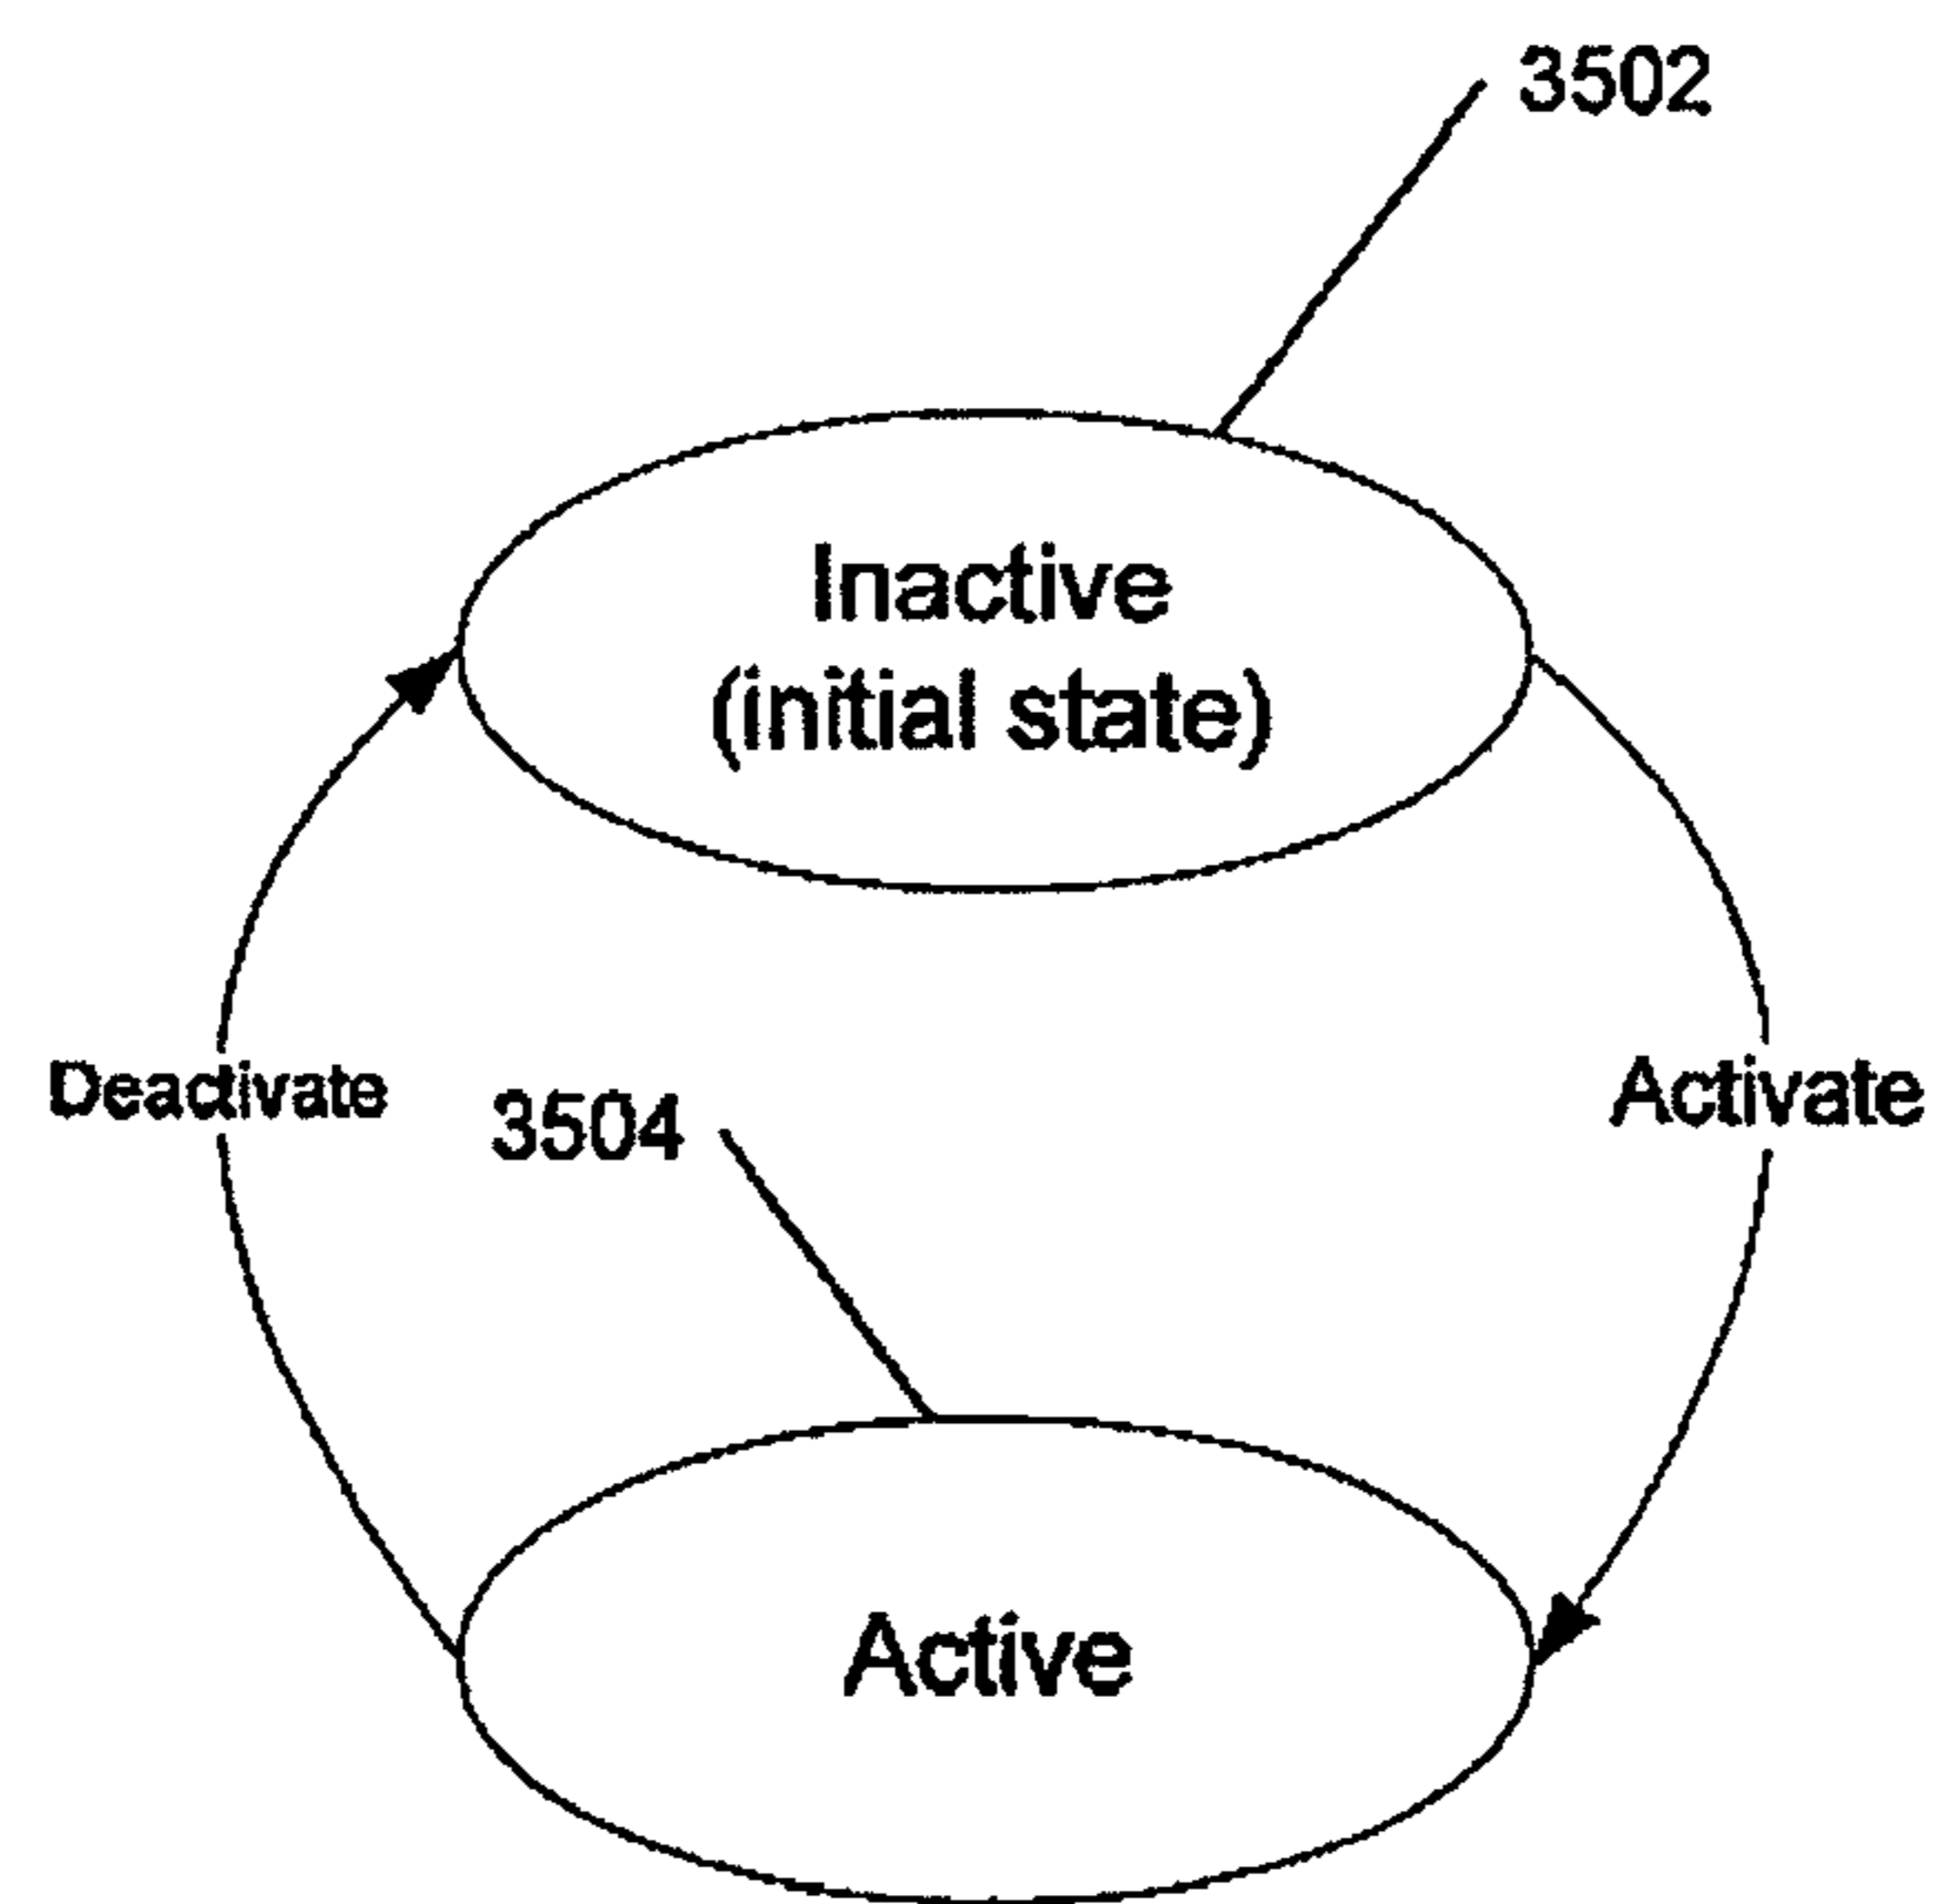 3502
Inactive
(initial state)
Deactivate
3504
Activate
Active